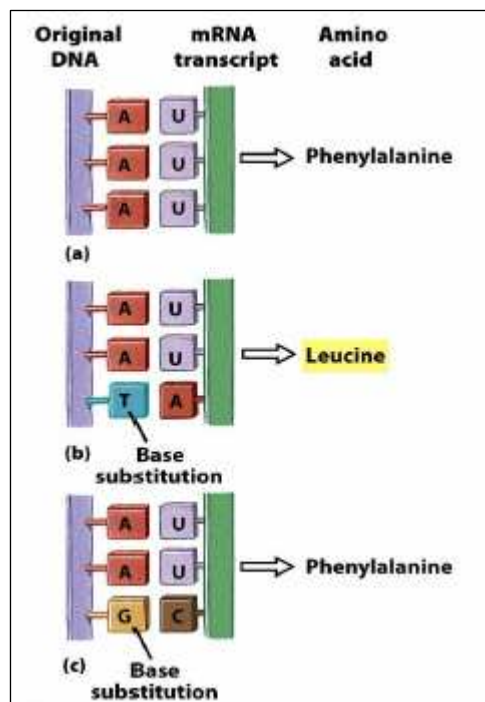 Original DNA
mRNA transcript
Amino acid
A U
A U
A U
Phenylalanine
(a)
A U
A U
T A
Leucine
(b)
Base substitution
A U
A U
G C
Phenylalanine
(c)
Base substitution